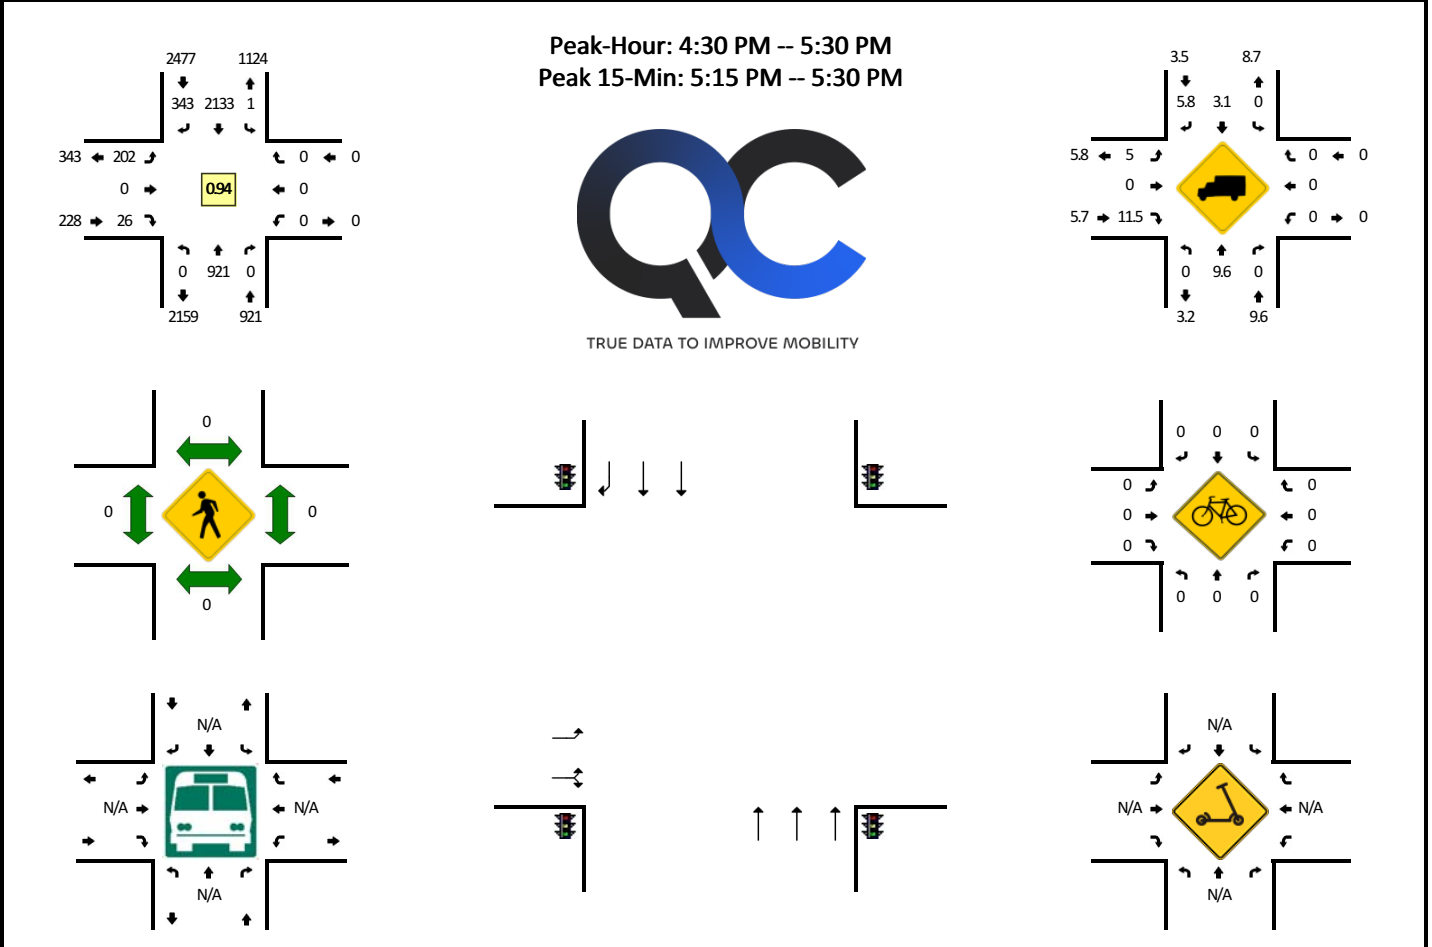 Peak-Hour: 4:30 PM -- 5:30 PM
Peak 15-Min: 5:15 PM -- 5:30 PM
2477 1124
343 2133 1
343 202 0 0
0 0.94 0
228 26 0 0
0 921 0
2159 921
QC
TRUE DATA TO IMPROVE MOBILITY
3.5 8.7
5.8 3.1 0
5.8 5 0 0
0 0
5.7 11.5 0 0
0 9.6 0
3.2 9.6
0
0 0
0
0 0 0
0 0
0 0
0 0
0 0 0
N/A
N/A N/A
N/A
N/A
N/A N/A
N/A